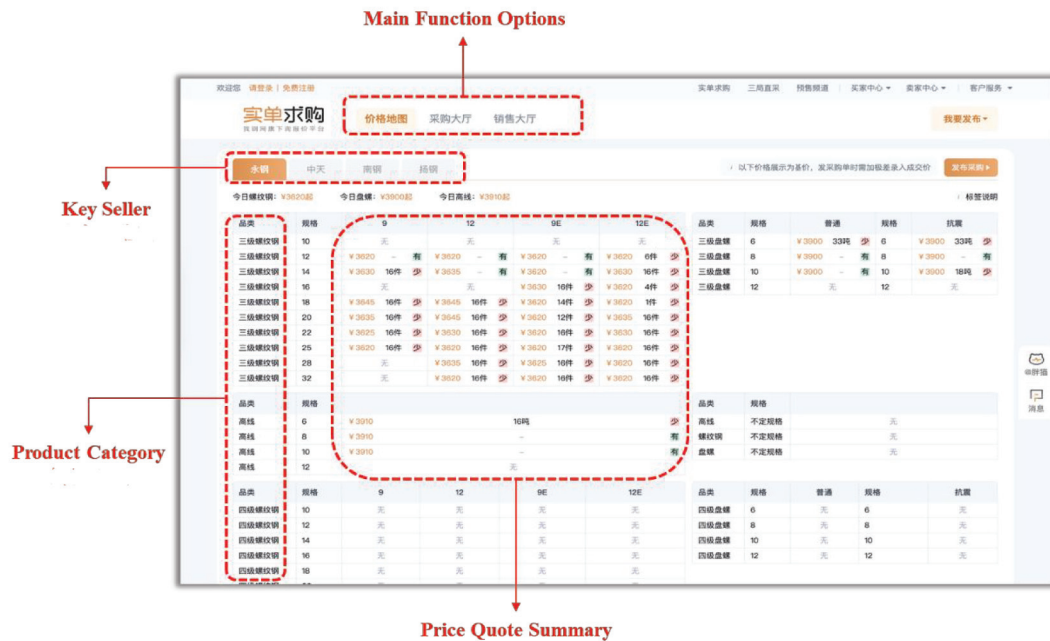 Main Function Options
欢迎您 请登录 | 免费注册 实单求购 三局直采 预售频道 买家中心 卖家中心 客户服务
实单求购 价格地图 采购大厅 销售大厅 我要发布
找钢网旗下现报价平台
永钢 中天 南钢 扬钢 以下价格展示为基价，发采购单时需加极差录入成交价 发布采购
Key Seller
今日螺纹钢：¥3620起 今日盘螺：¥3900起 今日高线：¥3910起 标签说明
品类 规格 9 12 9E 12E 品类 规格 普通 规格 抗震
三级螺纹钢 10 无 无 无 无 三级盘螺 6 ¥3900 33吨 少 6 ¥3900 33吨 少
三级螺纹钢 12 ¥3620 - 有 ¥3620 - 有 ¥3620 - 有 ¥3620 6件 少 三级盘螺 8 ¥3900 - 有 8 ¥3900 - 有
三级螺纹钢 14 ¥3630 16件 少 ¥3635 - 有 ¥3620 - 有 ¥3630 16件 少 三级盘螺 10 ¥3900 - 有 10 ¥3900 18吨 少
三级螺纹钢 16 无 无 ¥3630 16件 少 ¥3620 4件 少 三级盘螺 12 无 12 无
三级螺纹钢 18 ¥3645 16件 少 ¥3645 16件 少 ¥3620 14件 少 ¥3620 1件 少
三级螺纹钢 20 ¥3635 16件 少 ¥3645 16件 少 ¥3620 12件 少 ¥3635 16件 少
三级螺纹钢 22 ¥3625 16件 少 ¥3630 16件 少 ¥3620 16件 少 ¥3630 16件 少
三级螺纹钢 25 ¥3620 16件 少 ¥3620 16件 少 ¥3620 17件 少 ¥3620 16件 少
三级螺纹钢 28 无 ¥3635 16件 少 ¥3625 16件 少 ¥3620 16件 少
三级螺纹钢 32 无 ¥3620 16件 少 ¥3620 16件 少 ¥3620 16件 少
@胖猫
消息
品类 规格 品类 规格
高线 6 ¥3910 16吨 少 高线 不定规格 无
高线 8 ¥3910 - 有 螺纹钢 不定规格 无
高线 10 ¥3910 - 有 盘螺 不定规格 无
高线 12 无
Product Category
品类 规格 9 12 9E 12E 品类 规格 普通 规格 抗震
四级螺纹钢 10 无 无 无 无 四级盘螺 6 无 6 无
四级螺纹钢 12 无 无 无 无 四级盘螺 8 无 8 无
四级螺纹钢 14 无 无 无 无 四级盘螺 10 无 10 无
四级螺纹钢 16 无 无 无 无 四级盘螺 12 无 12 无
四级螺纹钢 18 无 无 无 无
Price Quote Summary